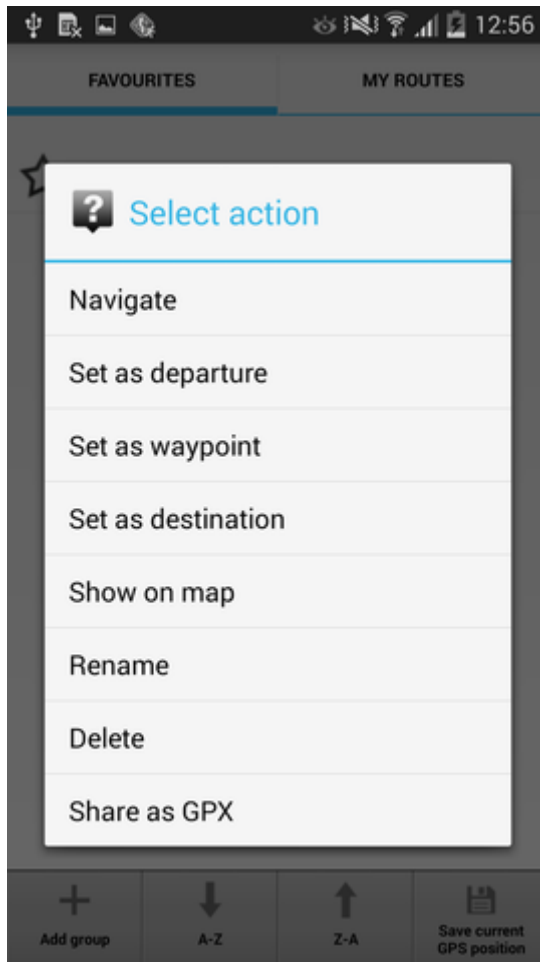 12:56
FAVOURITES
MY ROUTES
Select action
Navigate
Set as departure
Set as waypoint
Set as destination
Show on map
Rename
Delete
Share as GPX
Add group
A-Z
Z-A
Save current
GPS position